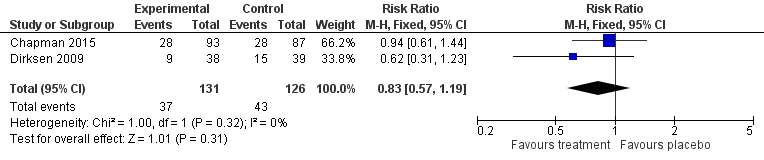 Experimental Control Risk Ratio Risk Ratio
Study or Subgroup Events Total Events Total Weight M-H, Fixed, 95% CI M-H, Fixed, 95% CI
Chapman 2015 28 93 28 87 66.2% 0.94 [0.61, 1.44]
Dirksen 2009 9 38 15 39 33.8% 0.62 [0.31, 1.23]
Total (95% CI) 131 126 100.0% 0.83 [0.57, 1.19]
Total events 37 43
Heterogeneity: Chi² = 1.00, df = 1 (P = 0.32); I² = 0%
Test for overall effect: Z = 1.01 (P = 0.31)
0.2 0.5 1 2 5
Favours treatment Favours placebo